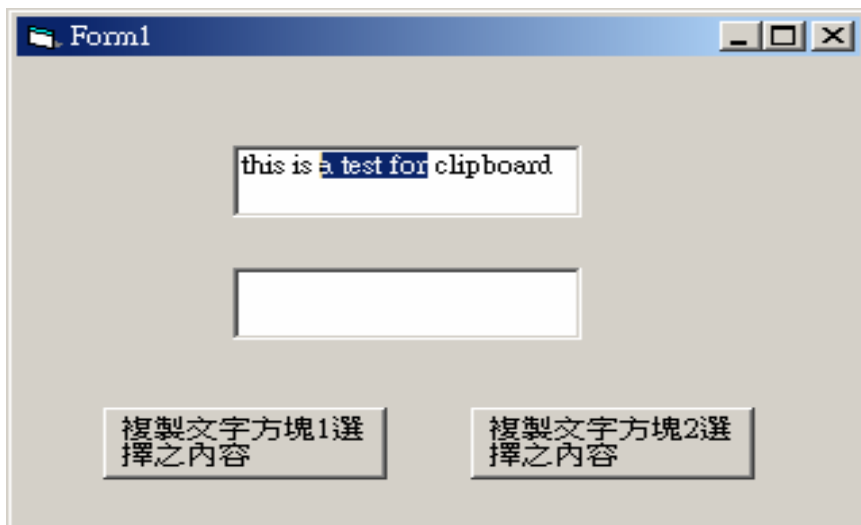 Form1
this is a test for clipboard
複製文字方塊1選
擇之內容
複製文字方塊2選
擇之內容